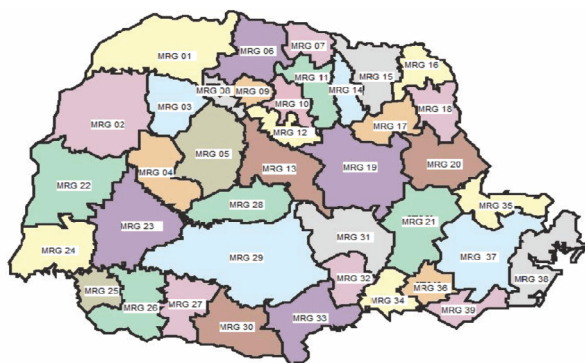 MRG 01
MRG 06
MRG 07
MRG 15
MRG 16
MRG 02
MRG 03
MRG 08
MRG 09
MRG 10
MRG 11
MRG 14
MRG 18
MRG 12
MRG 17
MRG 05
MRG 04
MRG 13
MRG 19
MRG 20
MRG 22
MRG 23
MRG 28
MRG 21
MRG 35
MRG 24
MRG 29
MRG 31
MRG 37
MRG 25
MRG 26
MRG 27
MRG 32
MRG 34
MRG 36
MRG 38
MRG 30
MRG 33
MRG 39